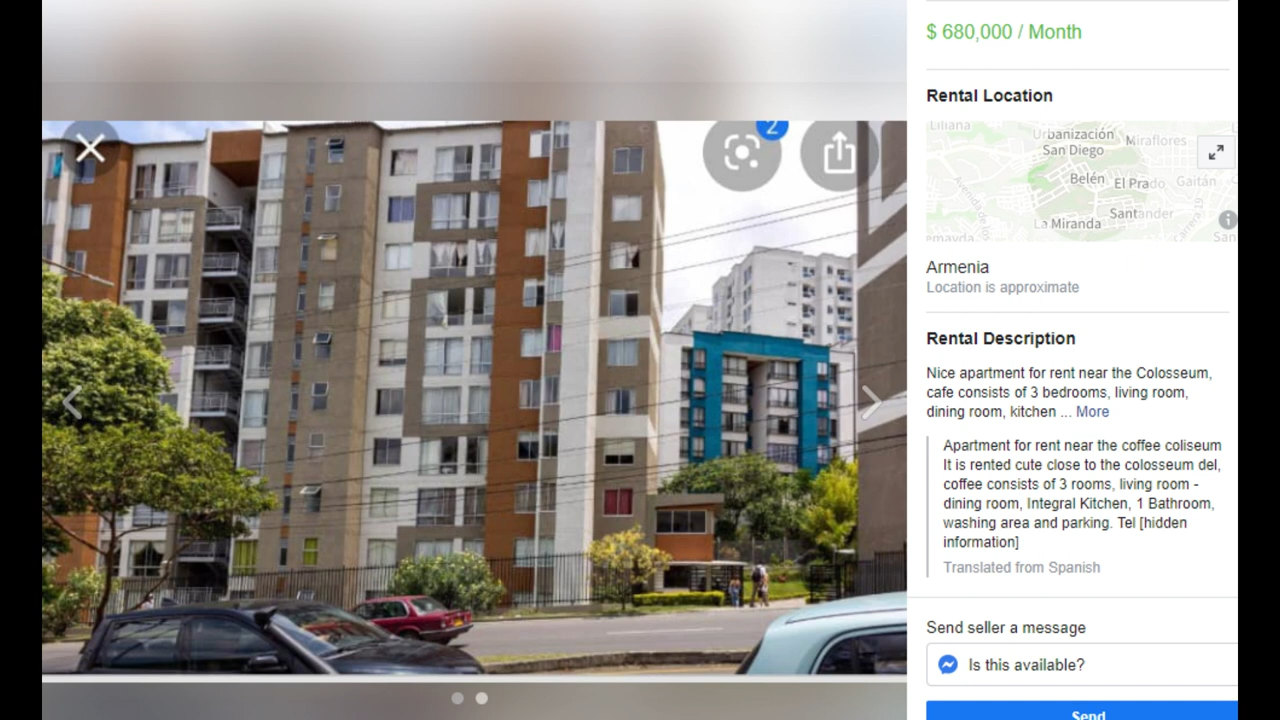 2
$ 680,000 / Month
Rental Location
Liliana
Urbanización
San Diego
Miraflores
Belén
El Prado
Gaitán
Santander
La Miranda
Carrera 19
Armenia
Location is approximate
Rental Description
Nice apartment for rent near the Colosseum,
cafe consists of 3 bedrooms, living room,
dining room, kitchen ... More
Apartment for rent near the coffee coliseum
It is rented cute close to the colosseum del,
coffee consists of 3 rooms, living room -
dining room, Integral Kitchen, 1 Bathroom,
washing area and parking. Tel [hidden
information]
Translated from Spanish
Send seller a message
Is this available?
Send